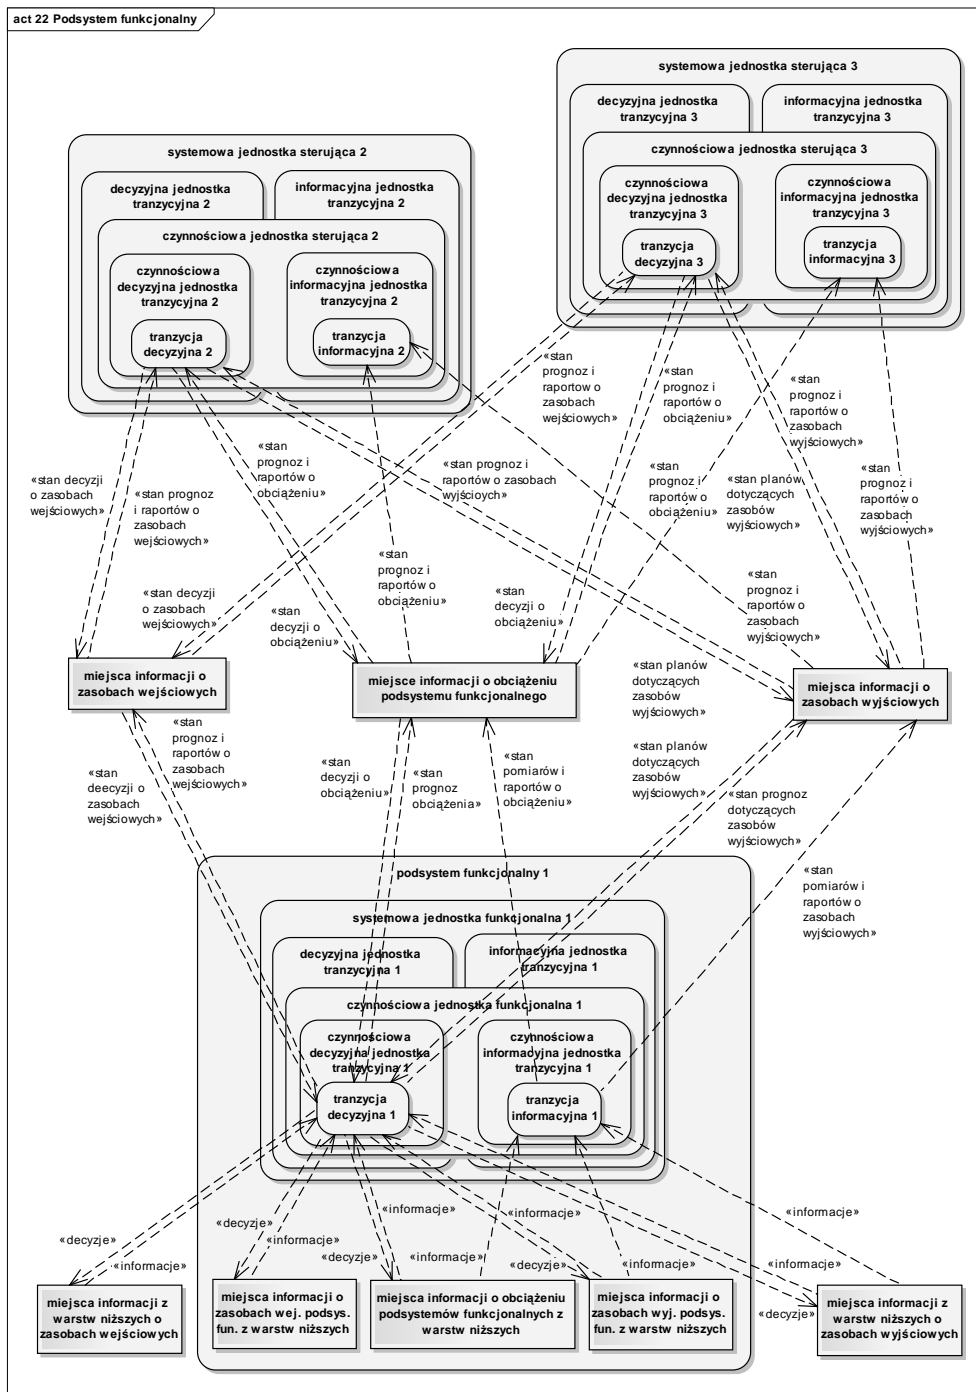 act 22 Podsystem funkcjonalny
systemowa jednostka sterująca 3
decyzyjna jednostka
tranzycyjna 3
informacyjna jednostka
tranzycyjna 3
czynnościowa jednostka sterująca 3
czynnościowa
decyzyjna jednostka
tranzycyjna 3
czynnościowa
informacyjna jednostka
tranzycyjna 3
tranzycja
decyzyjna 3
tranzycja
informacyjna 3
systemowa jednostka sterująca 2
decyzyjna jednostka
tranzycyjna 2
informacyjna jednostka
tranzycyjna 2
czynnościowa jednostka sterująca 2
czynnościowa
decyzyjna jednostka
tranzycyjna 2
czynnościowa
informacyjna jednostka
tranzycyjna 2
tranzycja
decyzyjna 2
tranzycja
informacyjna 2
«stan
prognoz i
raportów o
zasobach
wejściowych»
«stan
prognoz i
raportów o
obciążeniu»
«stan
prognoz i
raportów o
zasobach
wyjściowych»
«stan decyzji
o zasobach
wejściowych»
«stan prognoz
i raportów o
zasobach
wejściowych»
«stan
prognoz i
raportów o
obciążeniu»
«stan prognoz i
raportów o zasobach
wyjścioych»
«stan
prognoz i
raportów o
obciążeniu»
«stan planów
dotyczących
zasobów
wyjściowych»
«stan
prognoz i
raportów o
zasobach
wyjściowych»
«stan decyzji
o zasobach
wejściowych»
«stan
decyzji o
obciążeniu»
«stan
prognoz i
raportów o
obciążeniu»
«stan
decyzji o
obciążeniu»
«stan
prognoz i
raportów o
zasobach
wyjściowych»
miejsca informacji o
zasobach wejściowych
miejsce informacji o obciążeniu
podsystemu funkcjonalnego
«stan planów
dotyczących
zasobów
wyjściowych»
miejsca informacji o
zasobach wyjściowych
«stan
deecyzji o
zasobach
wejściowych»
«stan
prognoz i
raportów o
zasobach
wejściowych»
«stan
decyzji o
obciążeniu»
«stan
prognoz
obciążenia»
«stan
pomiarów i
raportów o
obciążeniu»
«stan planów
dotyczących
zasobów
wyjściowych»
«stan prognoz
dotyczących
zasobów
wyjściowych»
«stan
pomiarów i
raportów o
zasobach
wyjściowych»
podsystem funkcjonalny 1
systemowa jednostka funkcjonalna 1
decyzyjna jednostka
tranzycyjna 1
informacyjna jednostka
tranzycyjna 1
czynnościowa jednostka funkcjonalna 1
czynnościowa
decyzyjna jednostka
tranzycyjna 1
czynnościowa
informacyjna jednostka
tranzycyjna 1
tranzycja
decyzyjna 1
tranzycja
informacyjna 1
«decyzje»
«informacje»
«decyzje»
«informacje»
«decyzje»
«informacje»
«informacje»
«decyzje»
«informacje»
«informacje»
«informacje»
«decyzje»
miejsca informacji z
warstw niższych o
zasobach wejściowych
miejsca informacji o
zasobach wej. podsys.
fun. z warstw niższych
miejsca informacji o obciążeniu
podsystemów funkcjonalnych z
warstw niższych
miejsca informacji o
zasobach wyj. podsys.
fun. z warstw niższych
miejsca informacji z
warstw niższych o
zasobach wyjściowych